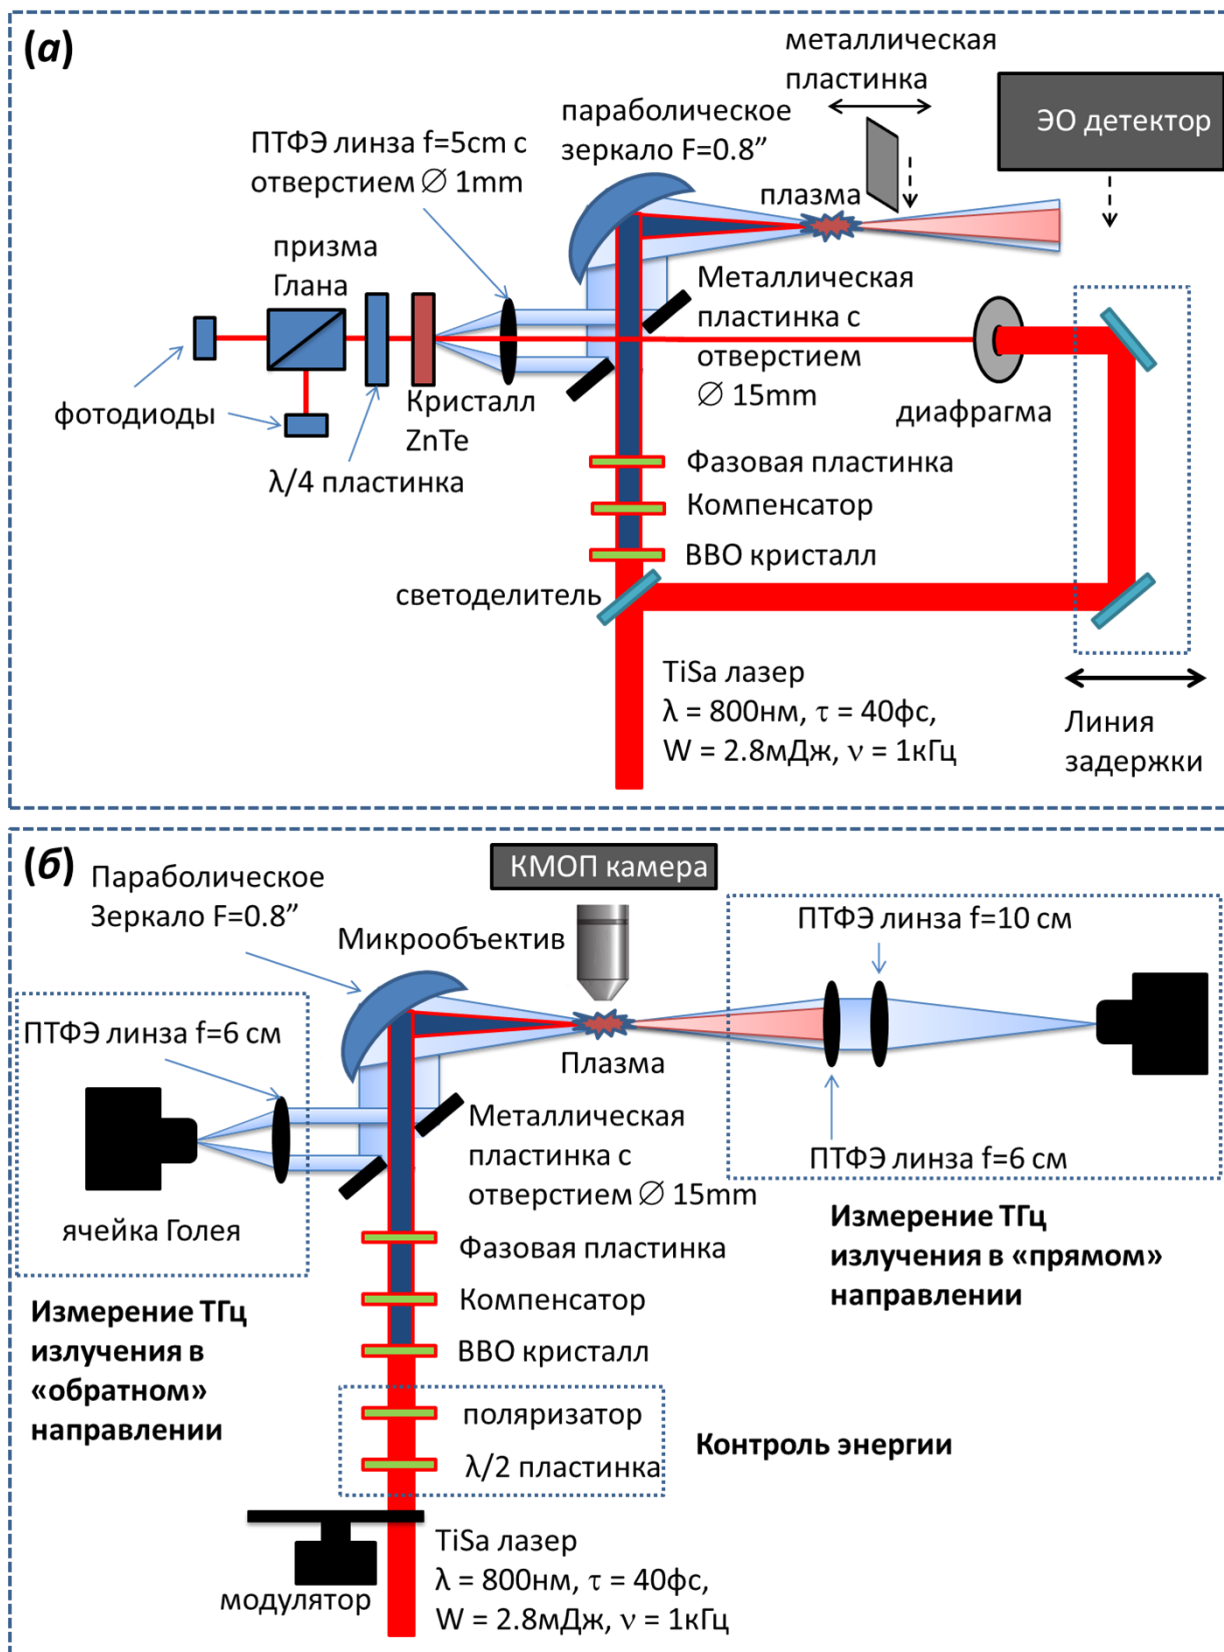 (а)
металлическая
пластинка
ЭО детектор
параболическое
зеркало F=0.8”
ПТФЭ линза f=5cm с
отверстием ∅ 1mm
плазма
призма
Глана
Металлическая
пластинка с
отверстием
∅ 15mm
фотодиоды
Кристалл
ZnTe
диафрагма
λ/4 пластинка
Фазовая пластинка
Компенсатор
BBO кристалл
светоделитель
TiSa лазер
λ = 800нм, τ = 40фс,
W = 2.8мДж, ν = 1кГц
Линия
задержки
(б)
КМОП камера
Параболическое
Зеркало F=0.8”
Микрообъектив
ПТФЭ линза f=10 см
ПТФЭ линза f=6 см
Плазма
Металлическая
пластинка с
отверстием ∅ 15mm
ПТФЭ линза f=6 см
ячейка Голея
Измерение ТГц
излучения в «прямом»
направлении
Фазовая пластинка
Компенсатор
BBO кристалл
Измерение ТГц
излучения в
«обратном»
направлении
поляризатор
λ/2 пластинка
Контроль энергии
модулятор
TiSa лазер
λ = 800нм, τ = 40фс,
W = 2.8мДж, ν = 1кГц